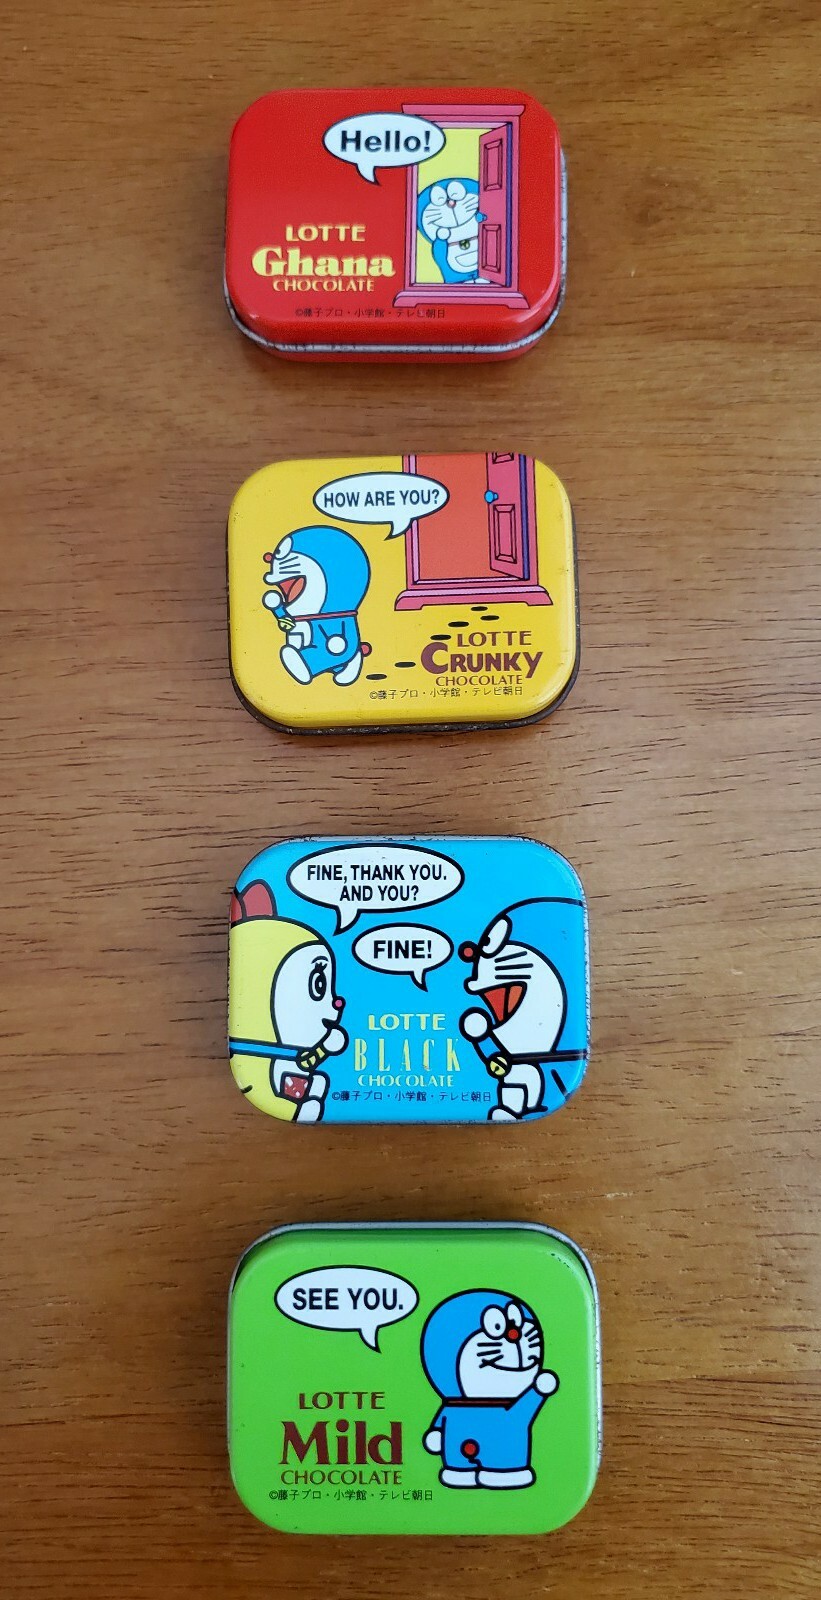 Hello!
LOTTE
Ghana
CHOCOLATE
©藤子プロ・小学館・テレビ朝日
HOW ARE YOU?
LOTTE
CRUNKY
CHOCOLATE
©藤子プロ・小学館・テレビ朝日
FINE, THANK YOU.
AND YOU?
FINE!
LOTTE
BLACK
CHOCOLATE
©藤子プロ・小学館・テレビ朝日
SEE YOU.
LOTTE
Mild
CHOCOLATE
©藤子プロ・小学館・テレビ朝日